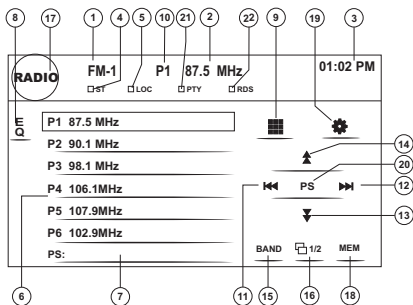 8 17 1 4 5 10 21 2 22 9 19 3
RADIO FM-1 P1 87.5 MHz 01:02 PM
ST LOC PTY RDS
EQ
P1 87.5 MHz
P2 90.1 MHz
14
P3 98.1 MHz
20
P4 106.1MHz PS
12
P5 107.9MHz
13
P6 102.9MHz
PS: BAND 1/2 MEM
6 7 11 15 16 18